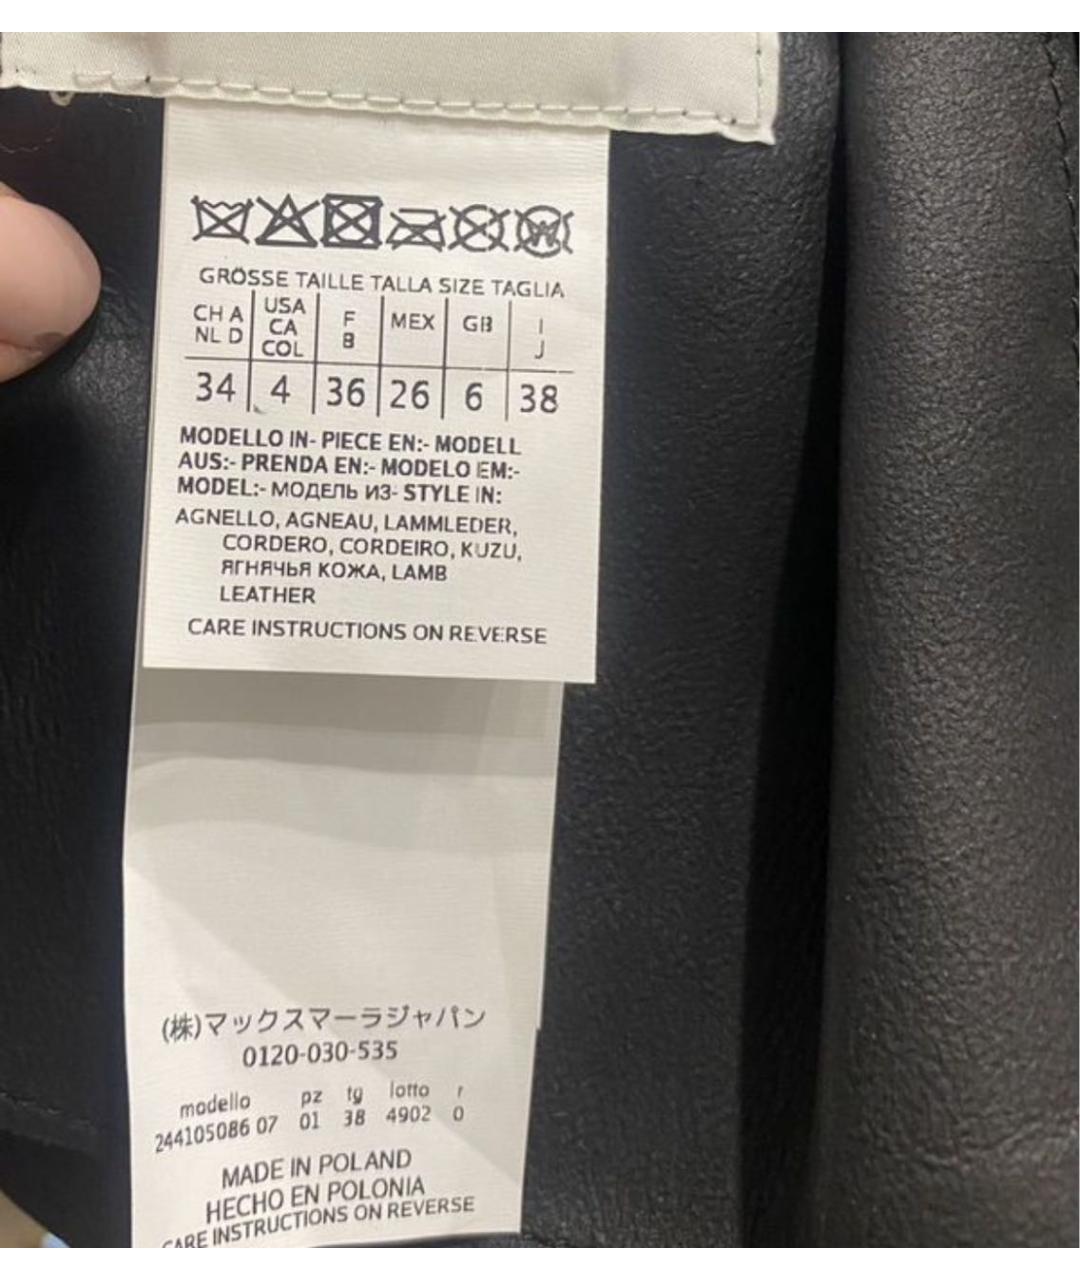 GRÖSSE TAILLE TALLA SIZE TAGLIA
CH A NL D USA CA COL F B MEX GB I J
34 4 36 26 6 38
MODELLO IN- PIECE EN:- MODELL
AUS:- PRENDA EN:- MODELO EM:-
MODEL:- МОДЕЛЬ ИЗ- STYLE IN:
AGNELLO, AGNEAU, LAMMLEDER,
CORDERO, CORDEIRO, KUZU,
ЯГНЯЧЬЯ КОЖА, LAMB
LEATHER
CARE INSTRUCTIONS ON REVERSE
(株)マックスマーラジャパン
0120-030-535
modello pz tg lotto r
244105086 07 01 38 4902 0
MADE IN POLAND
HECHO EN POLONIA
CARE INSTRUCTIONS ON REVERSE